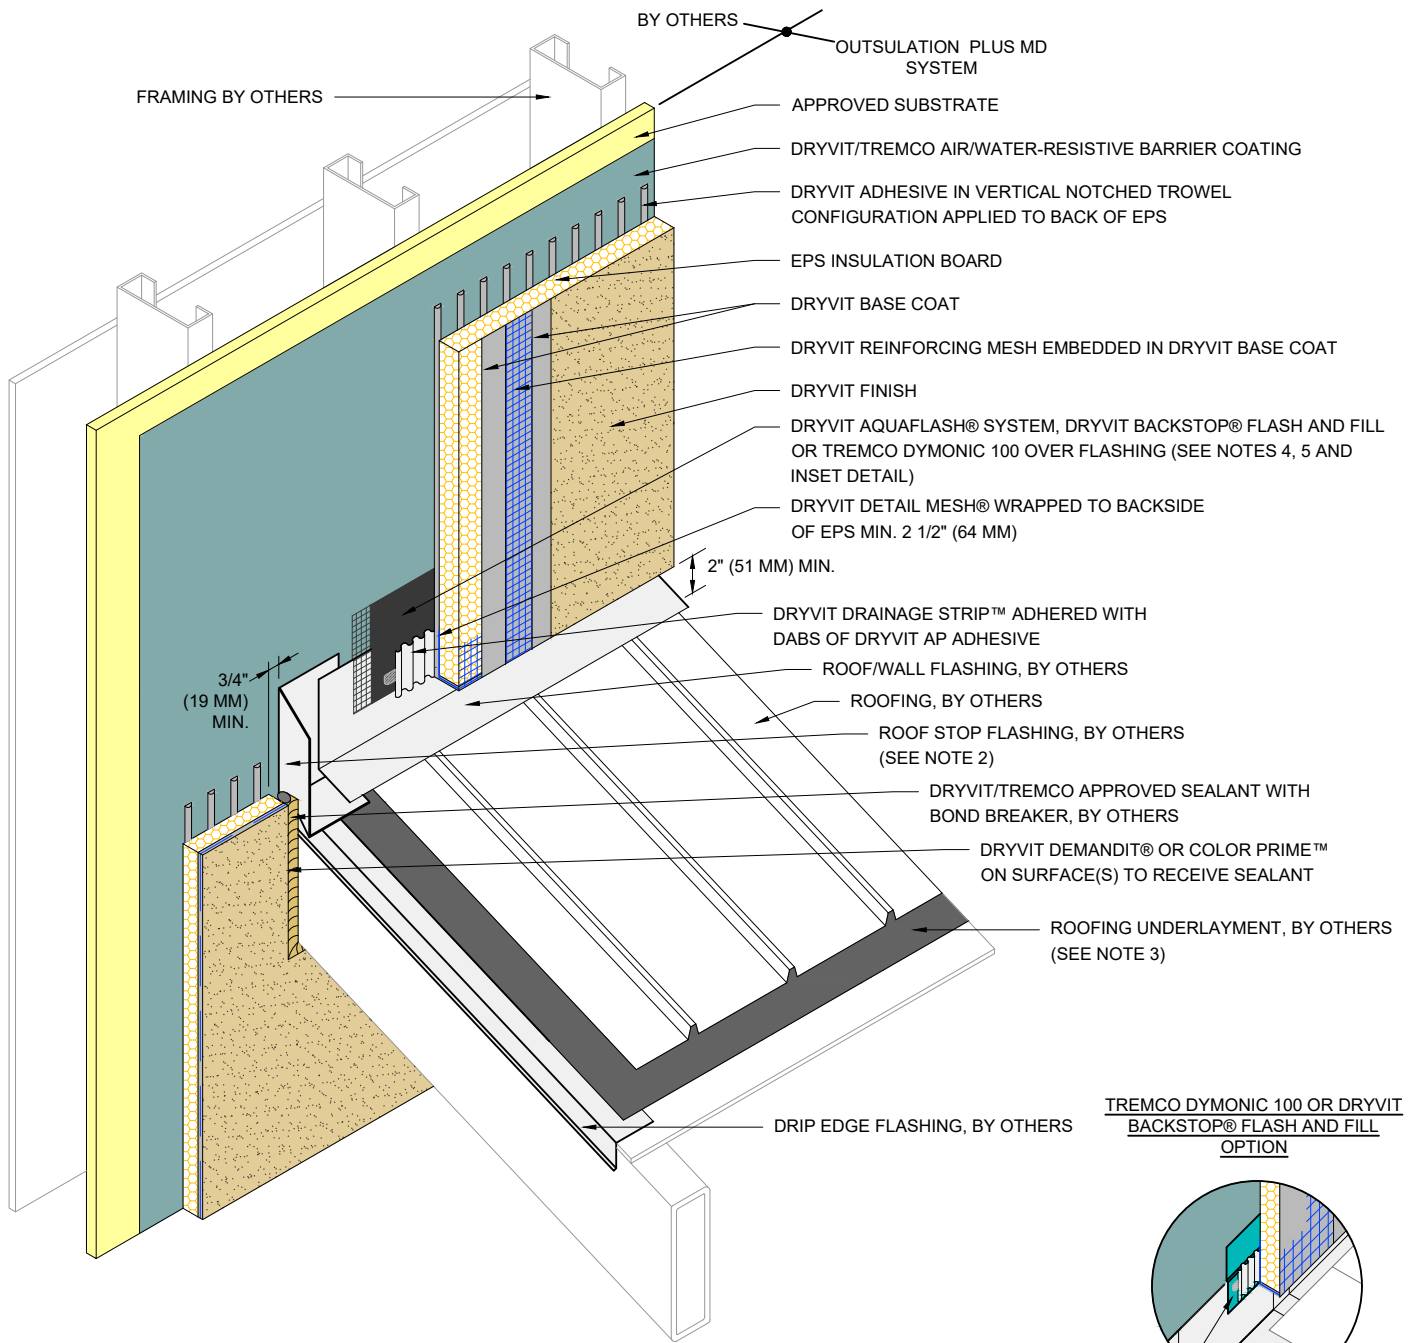 BY OTHERS
OUTSULATION PLUS MD
SYSTEM
FRAMING BY OTHERS
APPROVED SUBSTRATE
DRYVIT/TREMCO AIR/WATER-RESISTIVE BARRIER COATING
DRYVIT ADHESIVE IN VERTICAL NOTCHED TROWEL
CONFIGURATION APPLIED TO BACK OF EPS
EPS INSULATION BOARD
DRYVIT BASE COAT
DRYVIT REINFORCING MESH EMBEDDED IN DRYVIT BASE COAT
DRYVIT FINISH
DRYVIT AQUAFLASH® SYSTEM, DRYVIT BACKSTOP® FLASH AND FILL
OR TREMCO DYMONIC 100 OVER FLASHING (SEE NOTES 4, 5 AND
INSET DETAIL)
DRYVIT DETAIL MESH® WRAPPED TO BACKSIDE
OF EPS MIN. 2 1/2" (64 MM)
2" (51 MM) MIN.
DRYVIT DRAINAGE STRIP™ ADHERED WITH
DABS OF DRYVIT AP ADHESIVE
ROOF/WALL FLASHING, BY OTHERS
3/4"
(19 MM)
MIN.
ROOFING, BY OTHERS
ROOF STOP FLASHING, BY OTHERS
(SEE NOTE 2)
DRYVIT/TREMCO APPROVED SEALANT WITH
BOND BREAKER, BY OTHERS
DRYVIT DEMANDIT® OR COLOR PRIME™
ON SURFACE(S) TO RECEIVE SEALANT
ROOFING UNDERLAYMENT, BY OTHERS
(SEE NOTE 3)
DRIP EDGE FLASHING, BY OTHERS
TREMCO DYMONIC 100 OR DRYVIT
BACKSTOP® FLASH AND FILL
OPTION